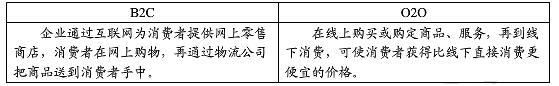 B2C
O2O
企业通过互联网为消费者提供网上零售
商店，消费者在网上购物，再通过物流公司
把商品送到消费者手中。
在线上购买或购定商品、服务，再到线
下消费，可使消费者获得比线下直接消费更
便宜的价格。